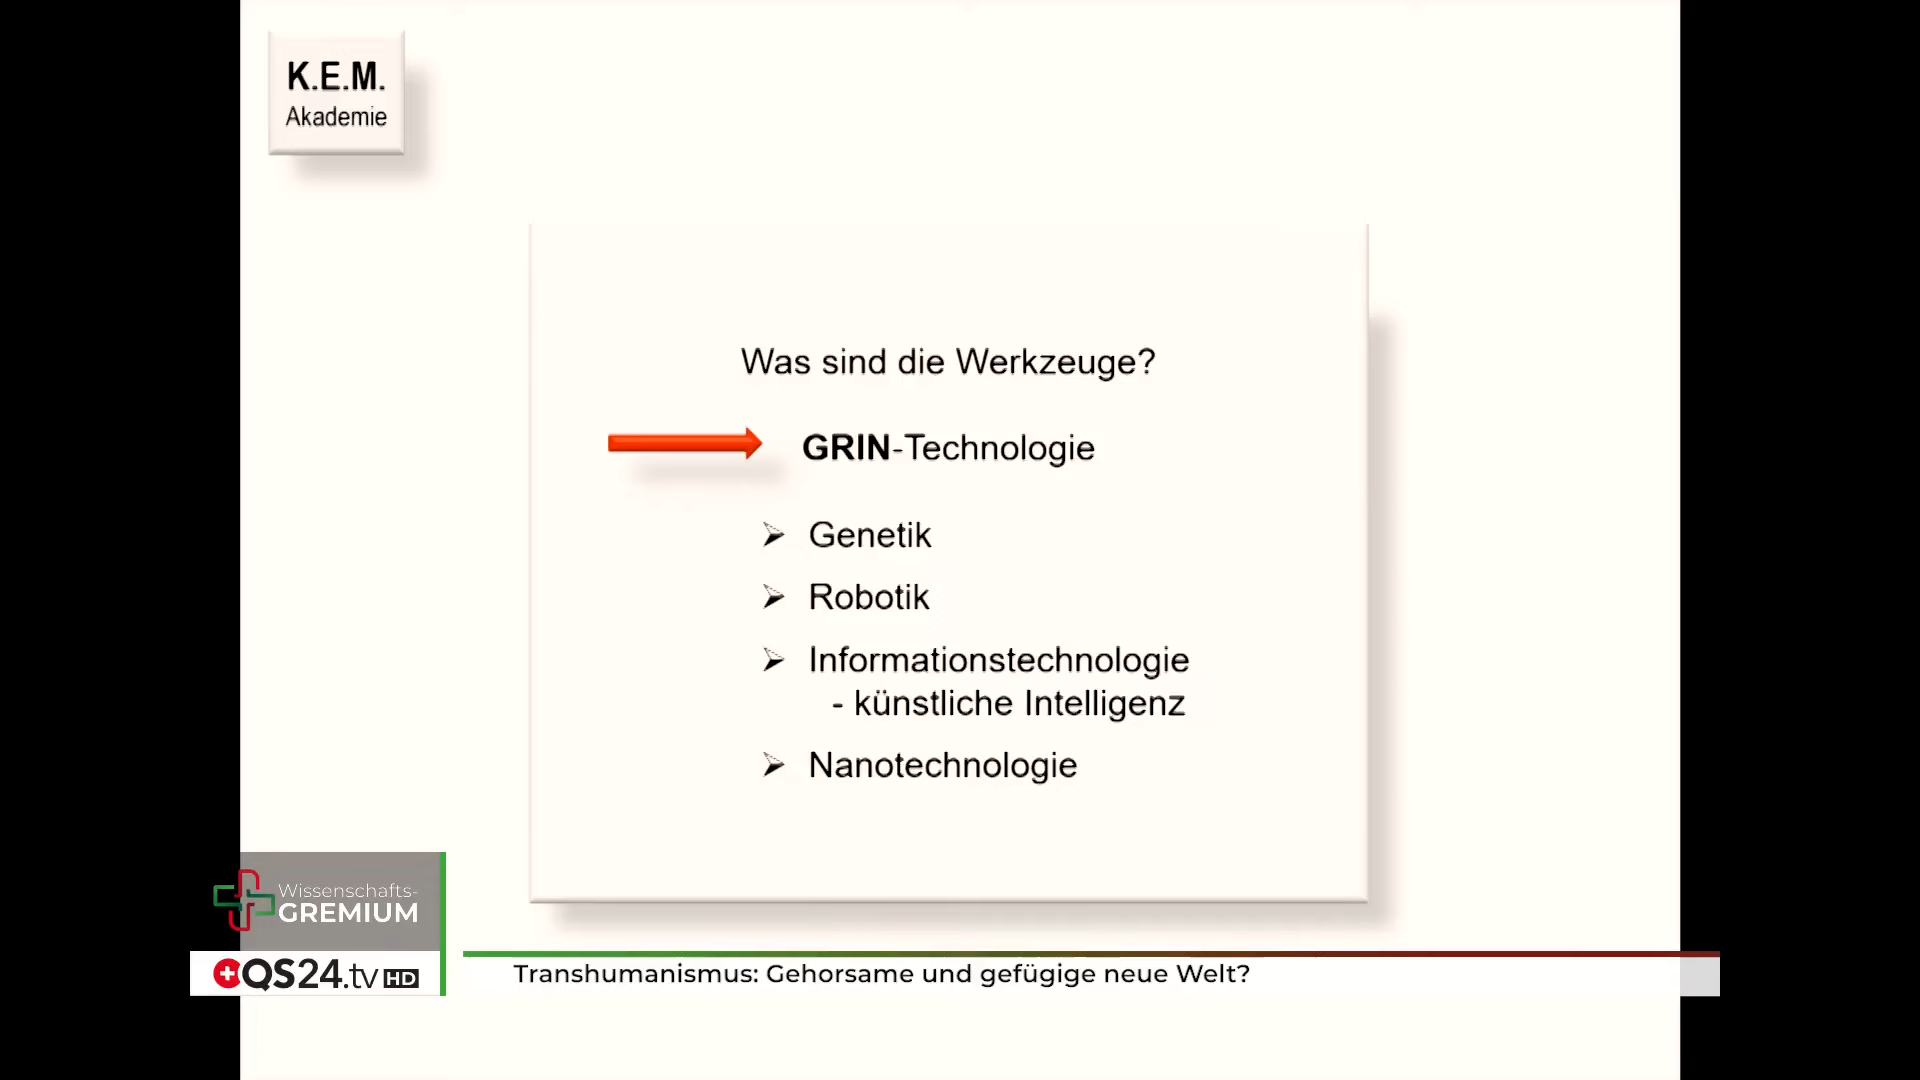 K.E.M.
Akademie
Was sind die Werkzeuge?
GRIN-Technologie
Genetik
Robotik
Informationstechnologie
- künstliche Intelligenz
Nanotechnologie
Wissenschafts-
GREMIUM
QS24.tv HD
Transhumanismus: Gehorsame und gefügige neue Welt?